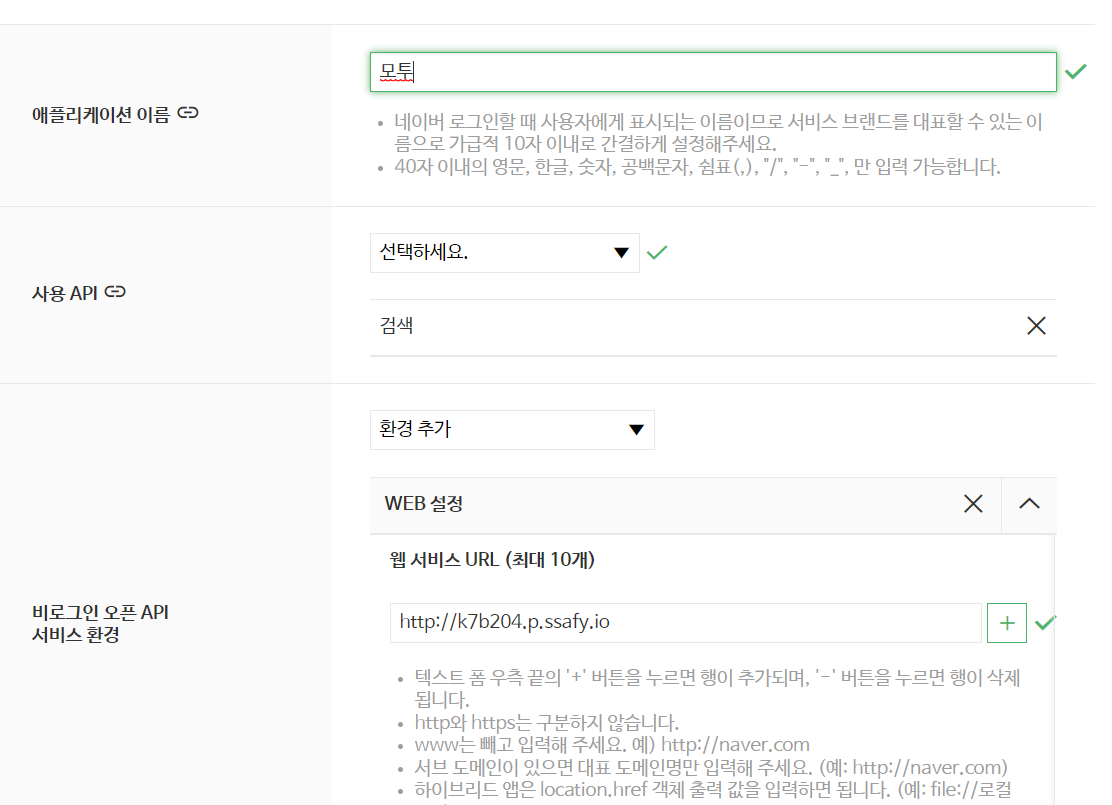 모투
애플리케이션 이름
네이버 로그인할 때 사용자에게 표시되는 이름이므로 서비스 브랜드를 대표할 수 있는 이
름으로 가급적 10자 이내로 간결하게 설정해주세요.
40자 이내의 영문, 한글, 숫자, 공백문자, 쉼표(,), "/", "-", "_", 만 입력 가능합니다.
사용 API
선택하세요.
검색
비로그인 오픈 API
서비스 환경
환경 추가
WEB 설정
웹 서비스 URL (최대 10개)
http://k7b204.p.ssafy.io
텍스트 폼 우측 끝의 '+' 버튼을 누르면 행이 추가되며, '-' 버튼을 누르면 행이 삭제
됩니다.
http와 https는 구분하지 않습니다.
www는 빼고 입력해 주세요. 예) http://naver.com
서브 도메인이 있으면 대표 도메인명만 입력해 주세요. (예: http://naver.com)
하이브리드 앱은 location.href 객체 출력 값을 입력하면 됩니다. (예: file://로컬